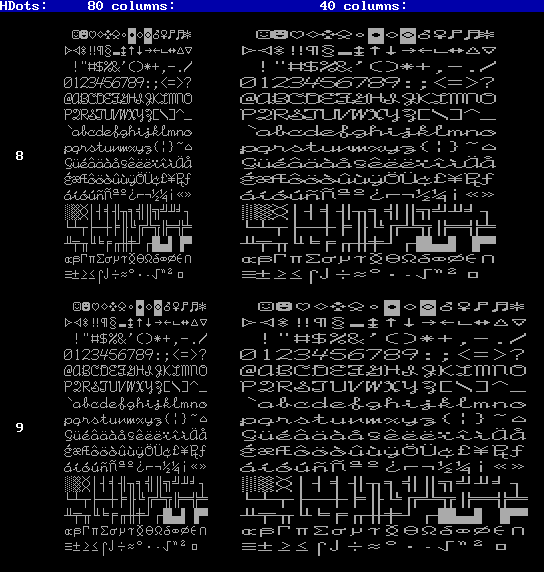 HDots: 80 columns: 40 columns:
☺☻♥♦♣♠•◘○◙♂♀♪♫☼ ☺☻♥♦♣♠•◘○◙♂♀♪♫☼
►◄↕‼¶§▬↨↑↓→←∟↔▲▼ ►◄↕‼¶§▬↨↑↓→←∟↔▲▼
!"#$%&'()*+,-./ !"#$%&'()*+,-./
0123456789:;<=>? 0123456789:;<=>?
@ABCDEFGHIJKLMNO @ABCDEFGHIJKLMNO
PQRSTUVWXYZ[\]^_ PQRSTUVWXYZ[\]^_
`abcdefghijklmno `abcdefghijklmno
pqrstuvwxyz{¦}~⌂ pqrstuvwxyz{¦}~⌂
8
ÇüéâäàåçêëèïîìÄÅ ÇüéâäàåçêëèïîìÄÅ
ÉæÆôöòûùÿÖÜ¢£¥₧ƒ ÉæÆôöòûùÿÖÜ¢£¥₧ƒ
áíóúñÑªº¿⌐¬½¼¡«» áíóúñÑªº¿⌐¬½¼¡«»
░▒▓│┤╡╢╖╕╣║╗╝╜╛┐ ░▒▓│┤╡╢╖╕╣║╗╝╜╛┐
└┴┬├─┼╞╟╚╔╩╦╠═╬╧ └┴┬├─┼╞╟╚╔╩╦╠═╬╧
╨╤╥╙╘╒╓╫╪┘┌█▄▌▐▀ ╨╤╥╙╘╒╓╫╪┘┌█▄▌▐▀
αßΓπΣσµτΦΘΩδ∞φε∩ αßΓπΣσµτΦΘΩδ∞φε∩
≡±≥≤⌠⌡÷≈°∙·√ⁿ²■ ≡±≥≤⌠⌡÷≈°∙·√ⁿ²■
☺☻♥♦♣♠•◘○◙♂♀♪♫☼ ☺☻♥♦♣♠•◘○◙♂♀♪♫☼
►◄↕‼¶§▬↨↑↓→←∟↔▲▼ ►◄↕‼¶§▬↨↑↓→←∟↔▲▼
!"#$%&'()*+,-./ !"#$%&'()*+,-./
0123456789:;<=>? 0123456789:;<=>?
@ABCDEFGHIJKLMNO @ABCDEFGHIJKLMNO
PQRSTUVWXYZ[\]^_ PQRSTUVWXYZ[\]^_
`abcdefghijklmno `abcdefghijklmno
pqrstuvwxyz{¦}~⌂ pqrstuvwxyz{¦}~⌂
9
ÇüéâäàåçêëèïîìÄÅ ÇüéâäàåçêëèïîìÄÅ
ÉæÆôöòûùÿÖÜ¢£¥₧ƒ ÉæÆôöòûùÿÖÜ¢£¥₧ƒ
áíóúñÑªº¿⌐¬½¼¡«» áíóúñÑªº¿⌐¬½¼¡«»
░▒▓│┤╡╢╖╕╣║╗╝╜╛┐ ░▒▓│┤╡╢╖╕╣║╗╝╜╛┐
└┴┬├─┼╞╟╚╔╩╦╠═╬╧ └┴┬├─┼╞╟╚╔╩╦╠═╬╧
╨╤╥╙╘╒╓╫╪┘┌█▄▌▐▀ ╨╤╥╙╘╒╓╫╪┘┌█▄▌▐▀
αßΓπΣσµτΦΘΩδ∞φε∩ αßΓπΣσµτΦΘΩδ∞φε∩
≡±≥≤⌠⌡÷≈°∙·√ⁿ²■ ≡±≥≤⌠⌡÷≈°∙·√ⁿ²■